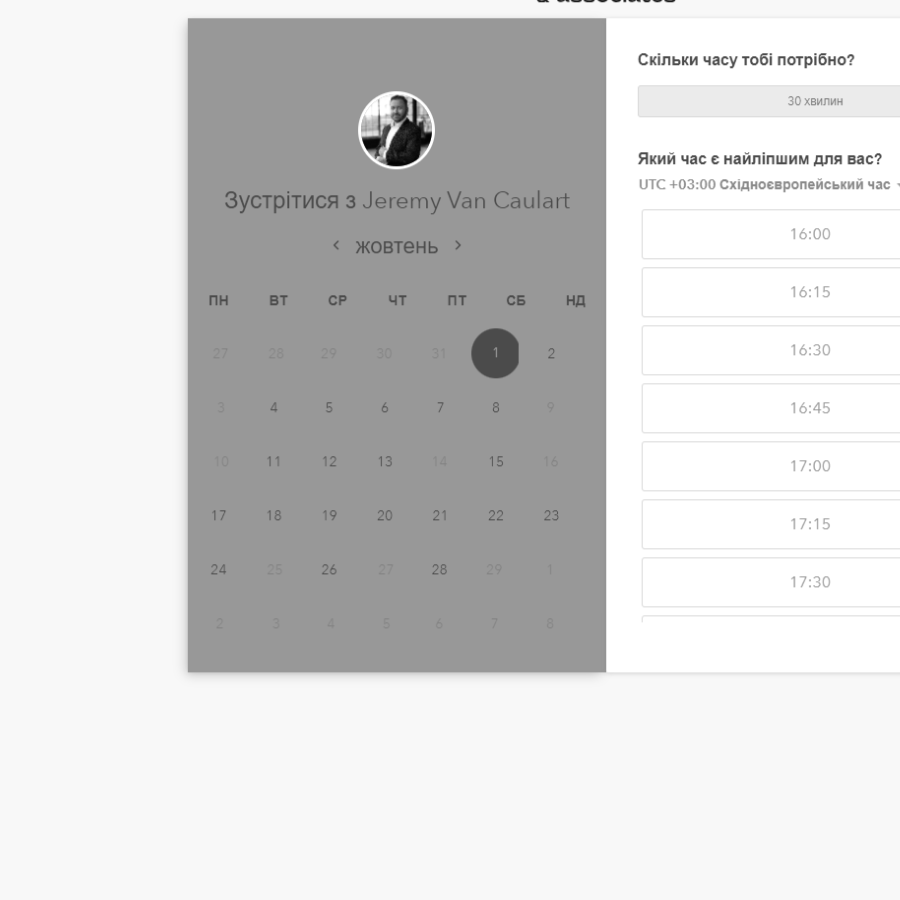 & associates
Зустрітися з Jeremy Van Caulart
жовтень
ПН ВТ СР ЧТ ПТ СБ НД
27 28 29 30 31 1 2
3 4 5 6 7 8 9
10 11 12 13 14 15 16
17 18 19 20 21 22 23
24 25 26 27 28 29 1
2 3 4 5 6 7 8
Скільки часу тобі потрібно?
30 хвилин
Який час є найліпшим для вас?
UTC +03:00 Східноєвропейський час
16:00
16:15
16:30
16:45
17:00
17:15
17:30